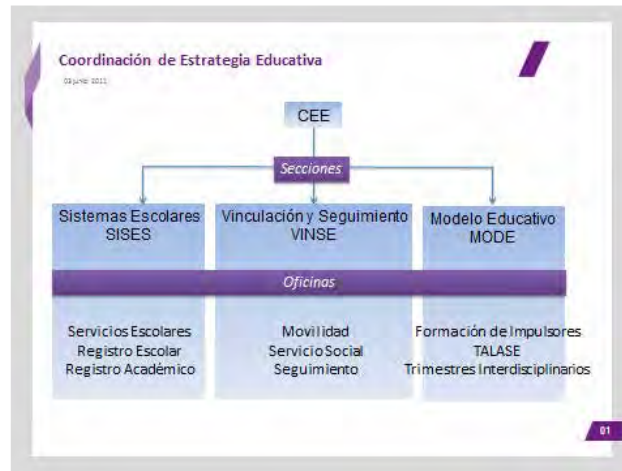 Coordinación de Estrategia Educativa
CEE
Secciones
Sistemas Escolares
SISES
Vinculación y Seguimiento
VINSE
Modelo Educativo
MODE
Oficinas
Servicios Escolares
Registro Escolar
Registro Académico
Movilidad
Servicio Social
Seguimiento
Formación de Impulsores
TALASE
Trimestres Interdisciplinarios
01